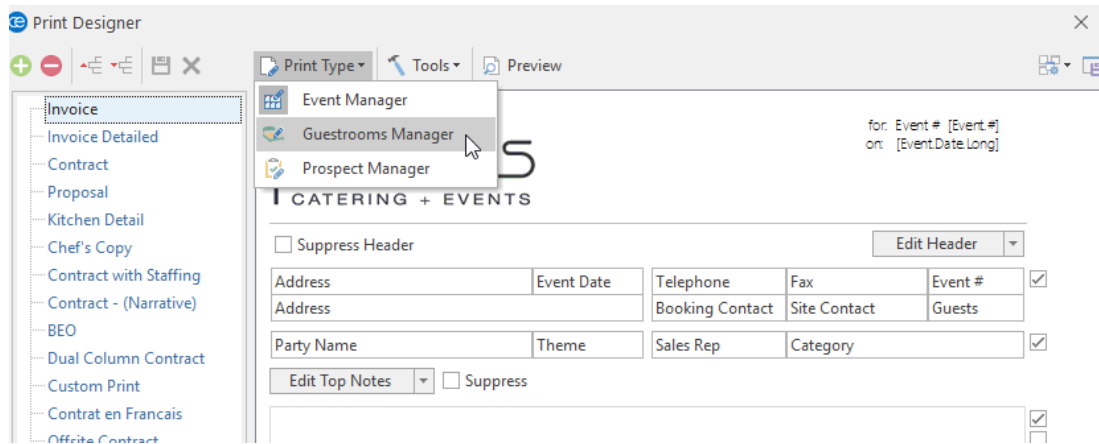 Print Designer
Print Type Tools Preview
Event Manager
Guestrooms Manager
Prospect Manager
Invoice
Invoice Detailed
Contract
Proposal
Kitchen Detail
Chef's Copy
Contract with Staffing
Contract - (Narrative)
BEO
Dual Column Contract
Custom Print
Contrat en Francais
Offsite Contract
for: Event # [Event.#]
on: [Event.Date.Long]
S
CATERING + EVENTS
Suppress Header Edit Header
Address Event Date Telephone Fax Event #
Address Booking Contact Site Contact Guests
Party Name Theme Sales Rep Category
Edit Top Notes Suppress